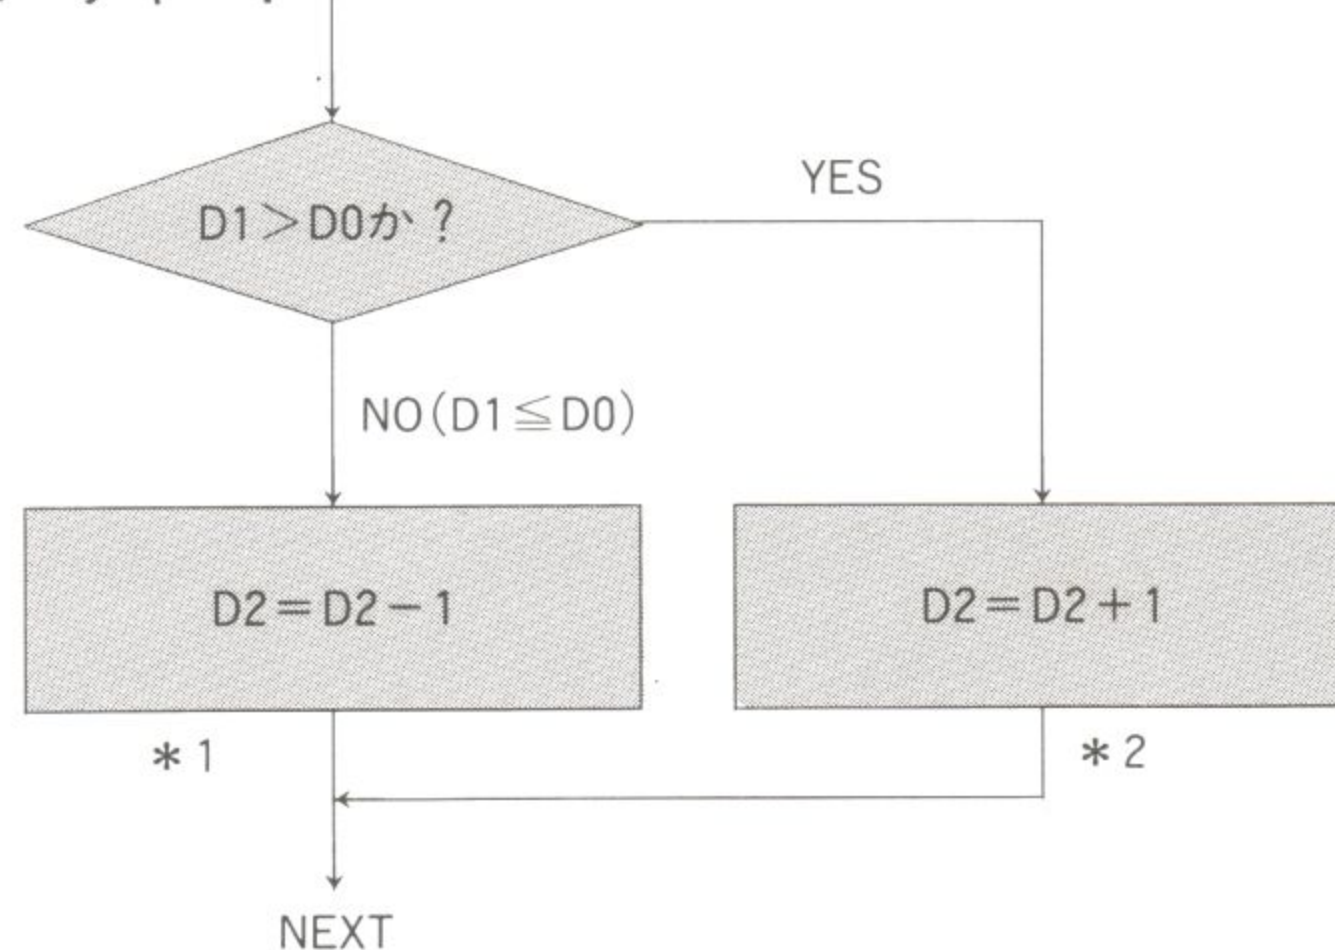 YES
D1＞D0か？
NO(D1≦D0)
D2＝D2－1
D2＝D2＋1
＊1
＊2
NEXT